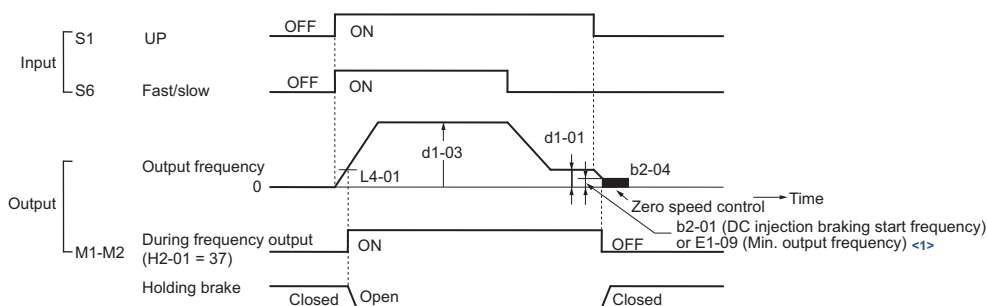 OFF ON
S1 UP
Input
OFF ON
S6 Fast/slow
d1-01
d1-03
b2-04
Output frequency
L4-01
0
Time
Output
Zero speed control
b2-01 (DC injection braking start frequency)
or E1-09 (Min. output frequency) <1>
M1-M2 During frequency output
(H2-01 = 37)
ON OFF
Holding brake
Closed Open Closed